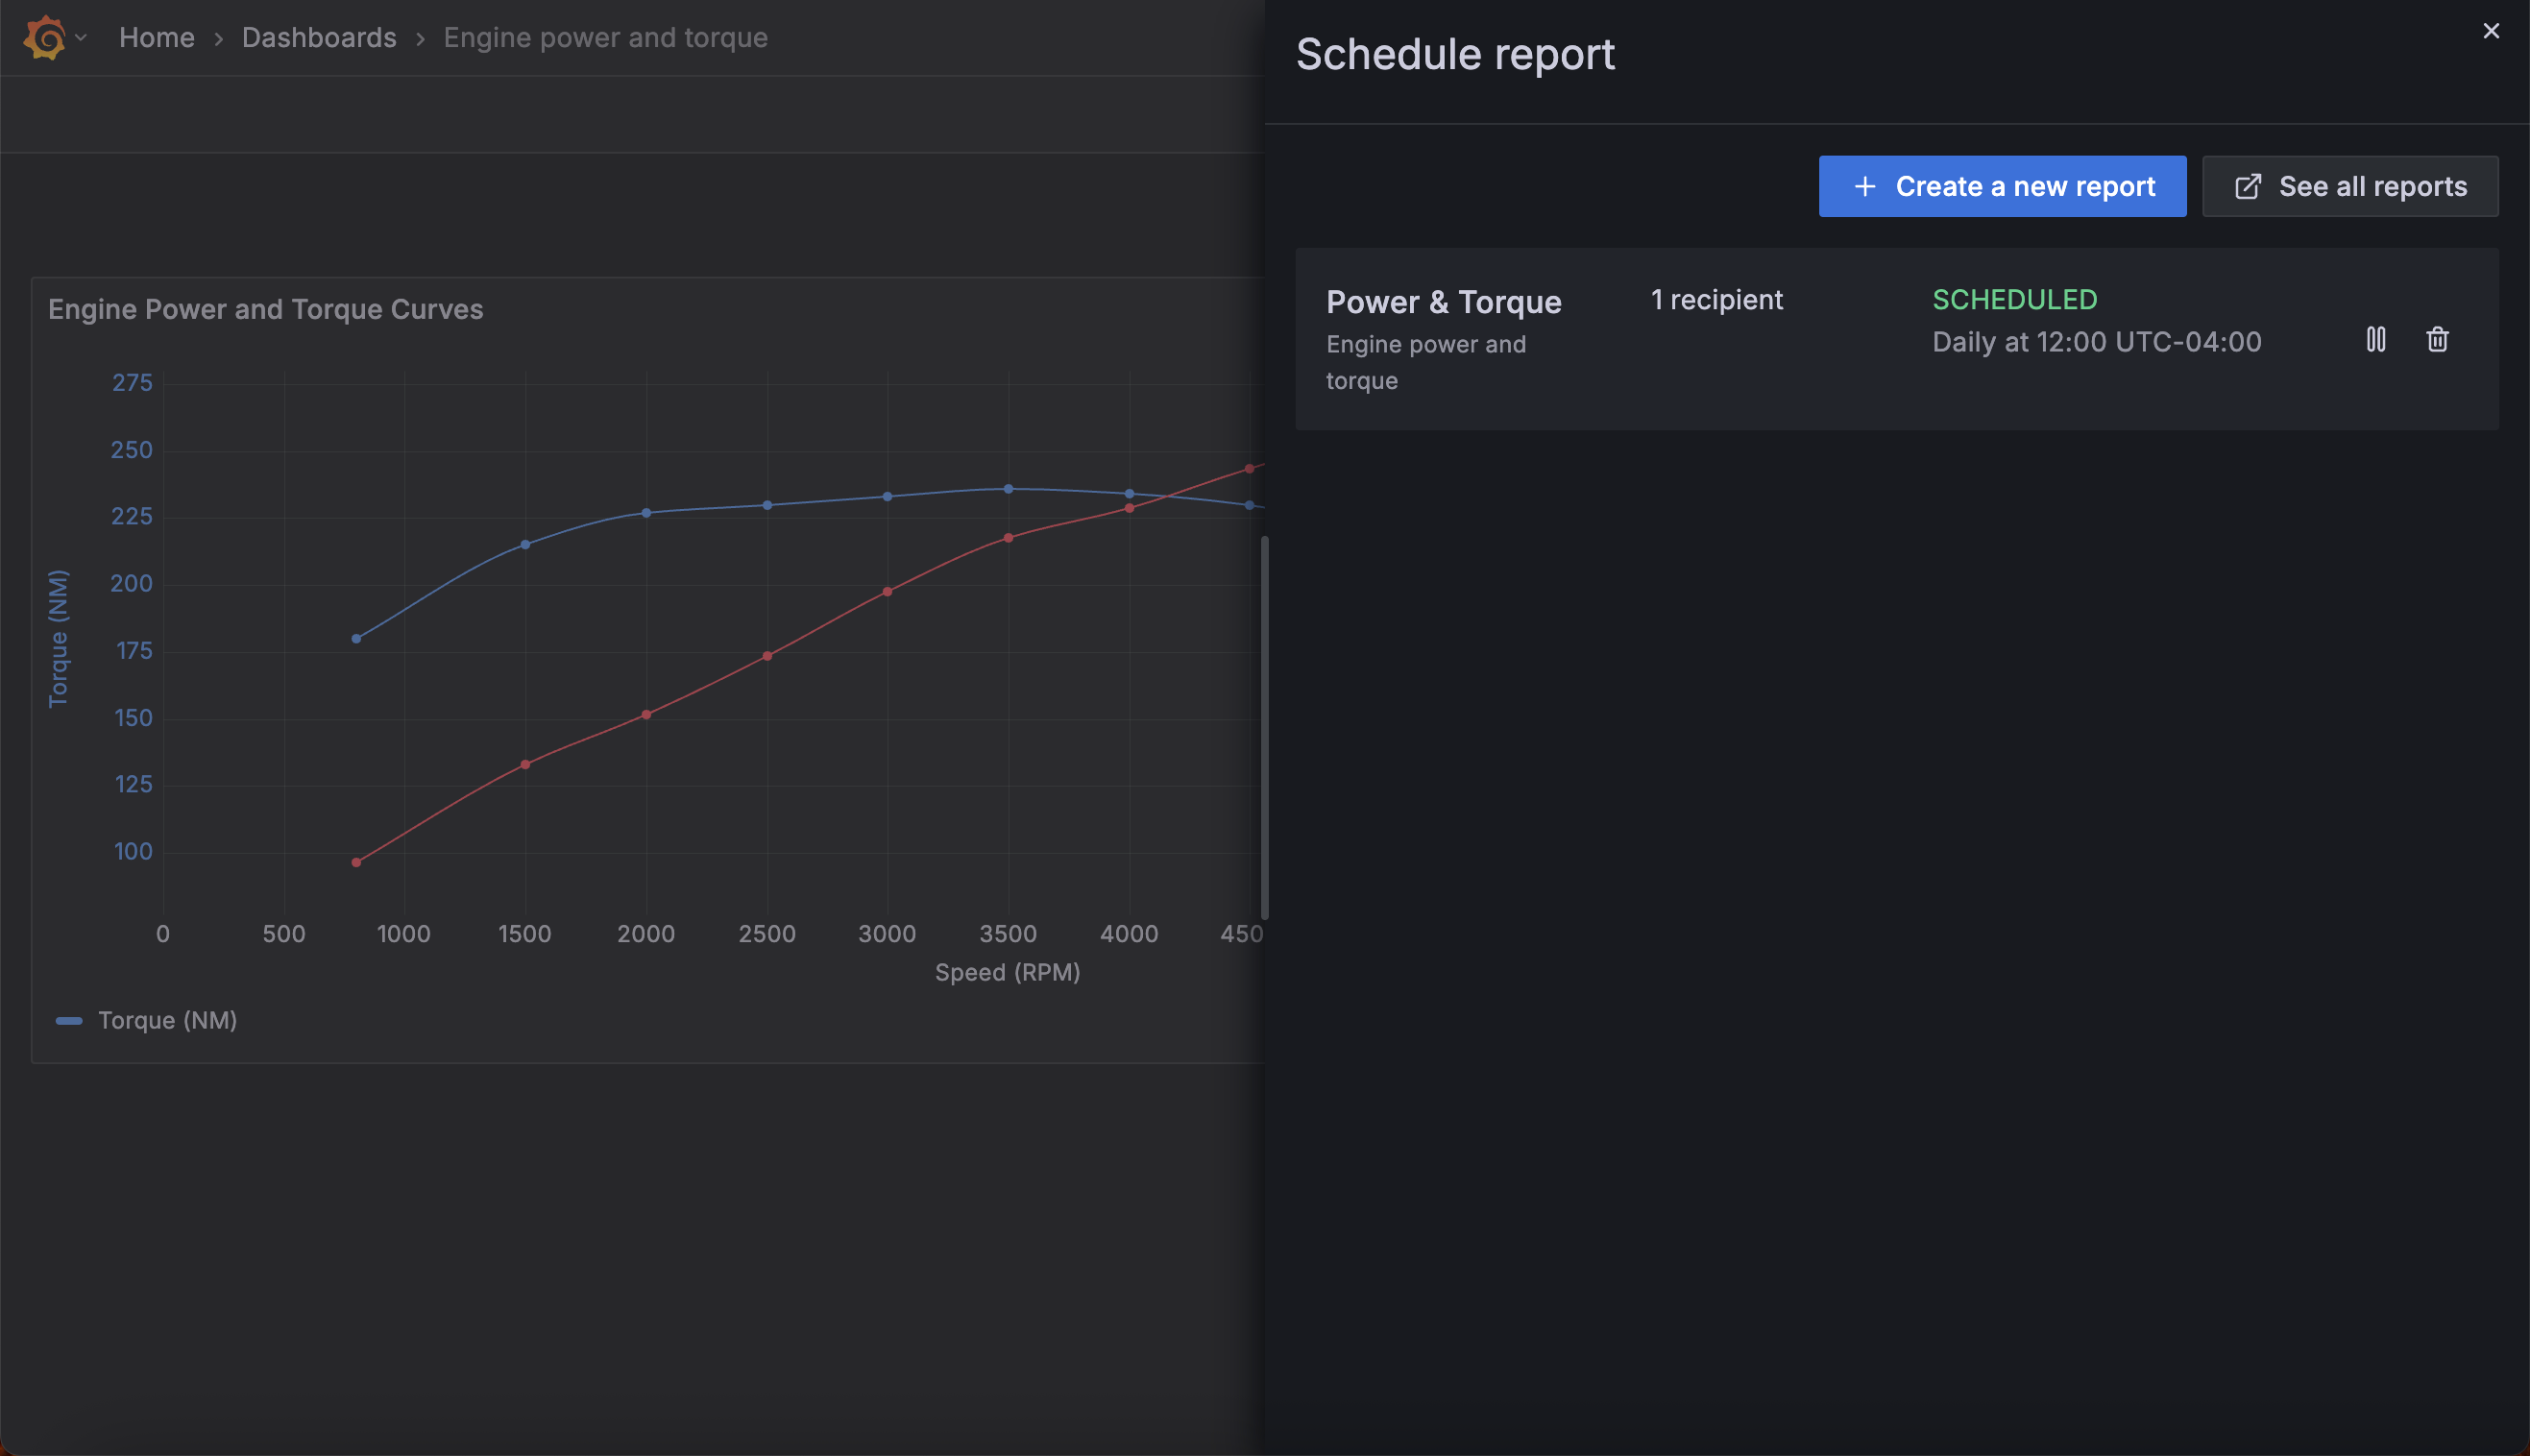 Home > Dashboards > Engine power and torque
Schedule report
Create a new report
See all reports
Power & Torque
Engine power and
torque
1 recipient
SCHEDULED
Daily at 12:00 UTC-04:00
Engine Power and Torque Curves
275
250
225
200
175
150
125
100
Torque (NM)
0 500 1000 1500 2000 2500 3000 3500 4000 450
Speed (RPM)
Torque (NM)